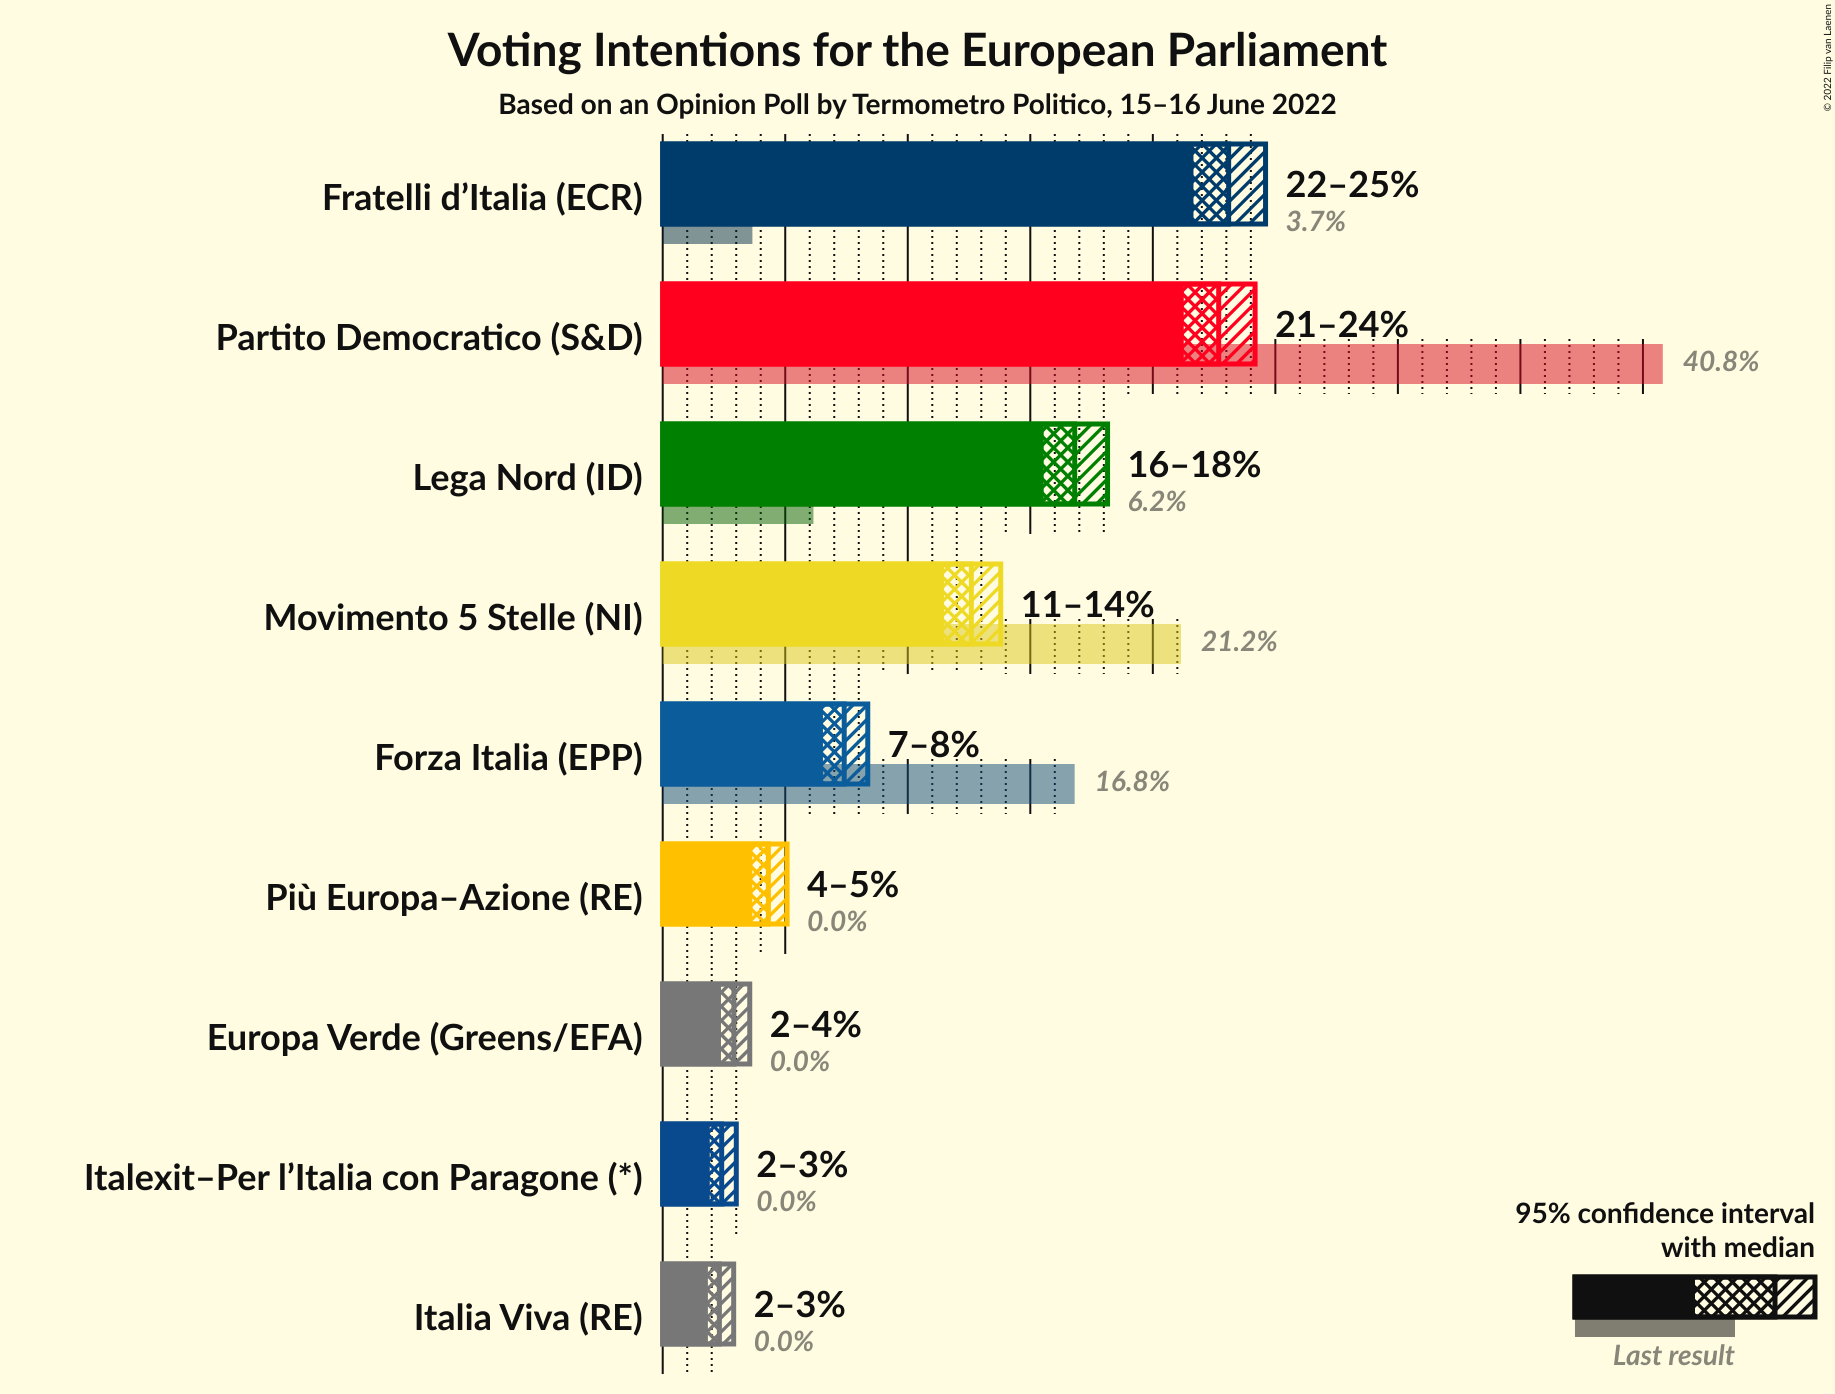 Voting Intentions for the European Parliament
Based on an Opinion Poll by Termometro Politico, 15–16 June 2022
© 2022 Filip van Laenen
Fratelli d’Italia (ECR)
22–25%
3.7%
Partito Democratico (S&D)
21–24%
40.8%
Lega Nord (ID)
16–18%
6.2%
Movimento 5 Stelle (NI)
11–14%
21.2%
Forza Italia (EPP)
7–8%
16.8%
Più Europa–Azione (RE)
4–5%
0.0%
Europa Verde (Greens/EFA)
2–4%
0.0%
Italexit–Per l’Italia con Paragone (*)
2–3%
0.0%
Italia Viva (RE)
2–3%
0.0%
95% confidence interval
with median
Last result